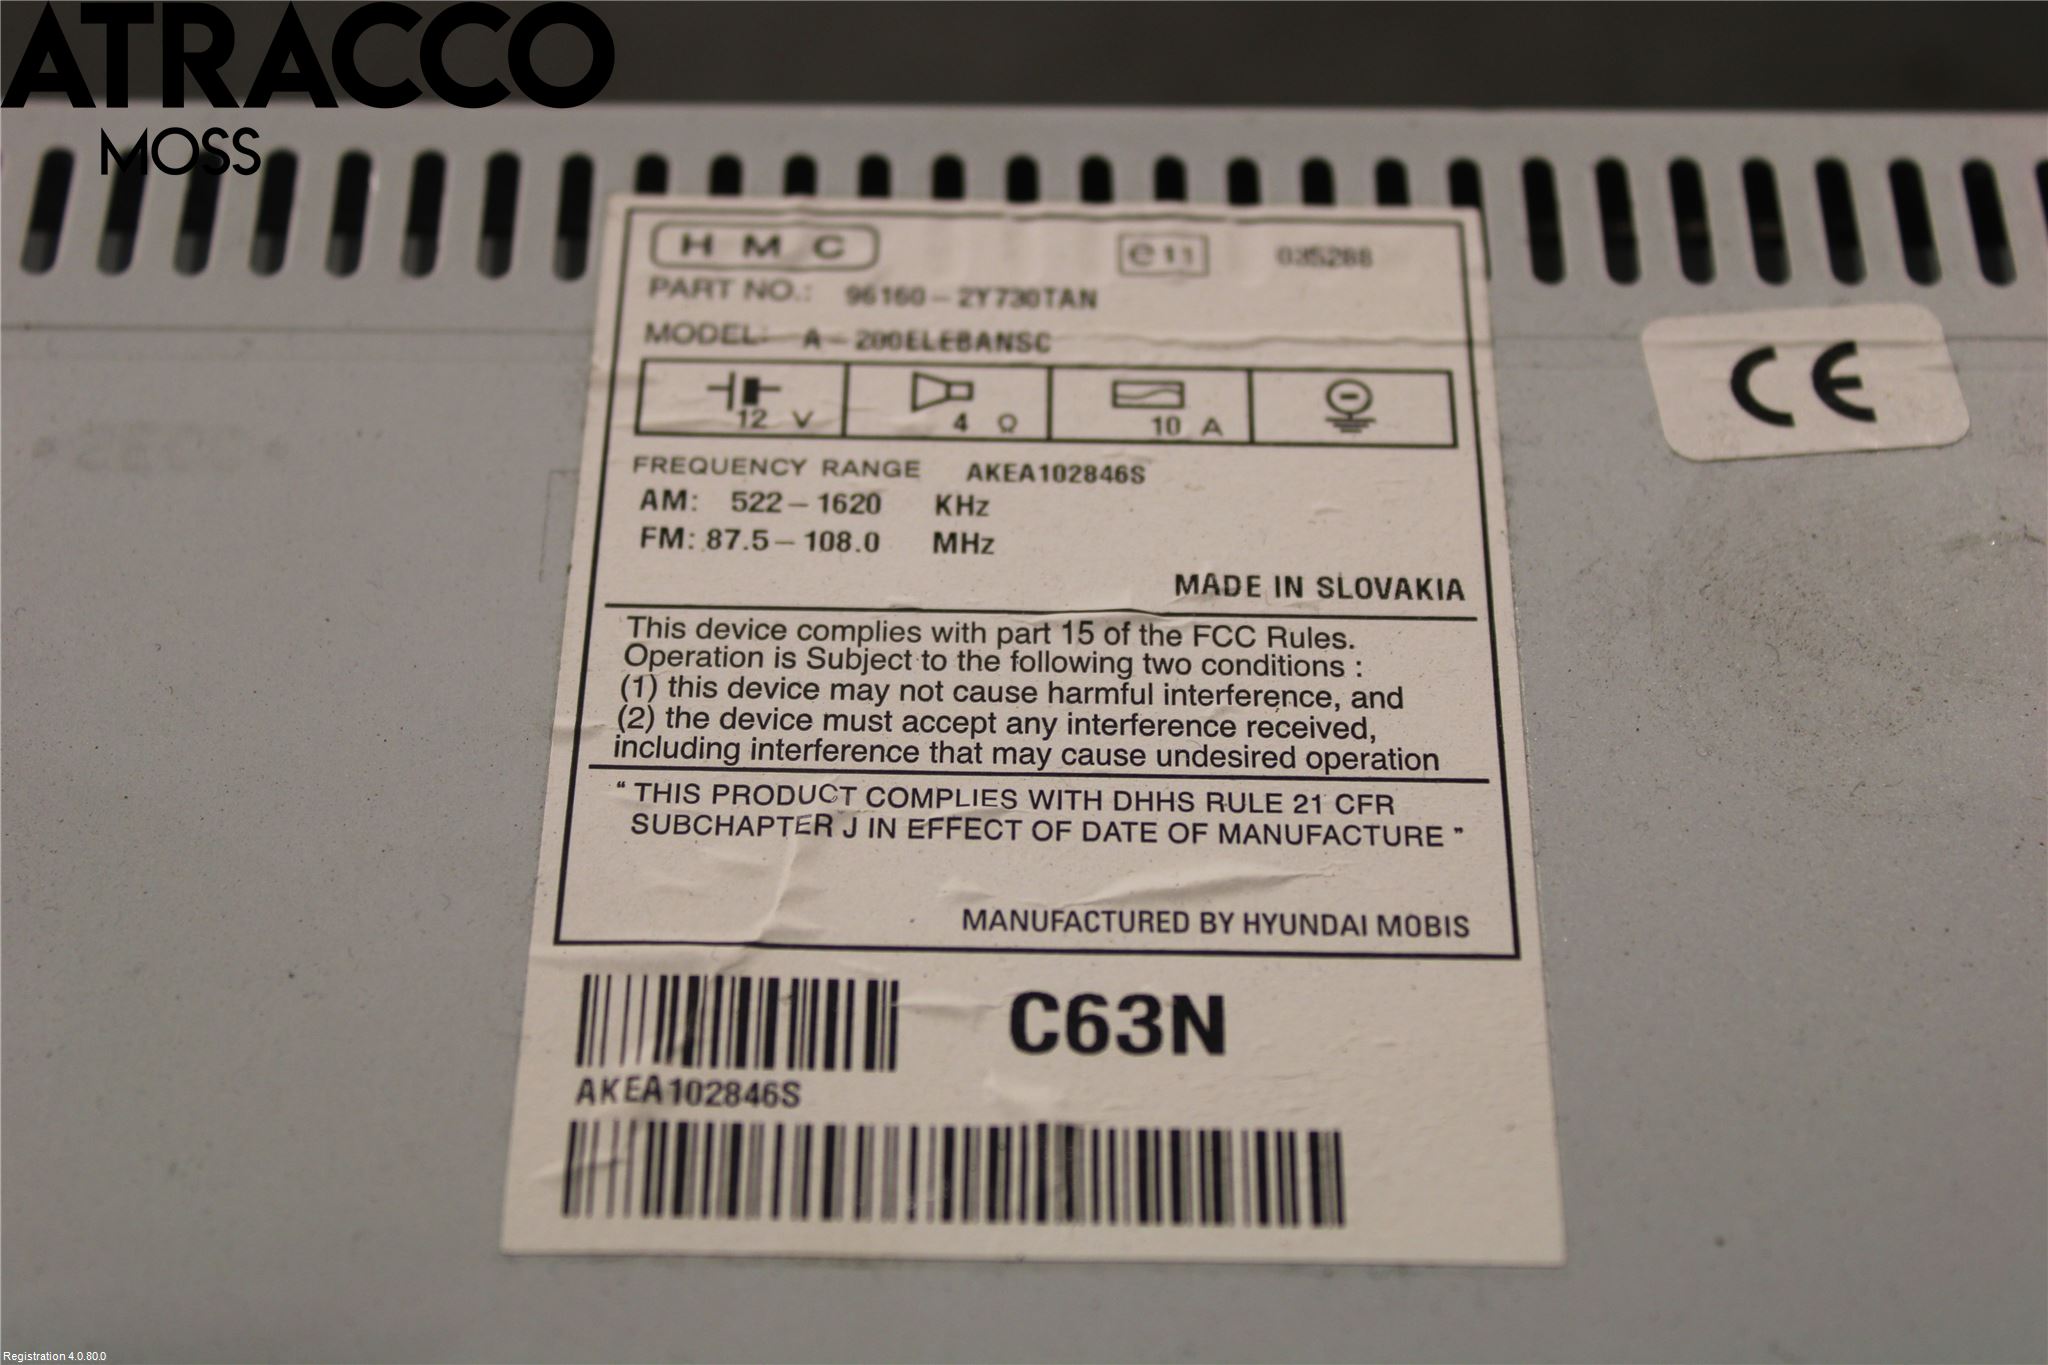 ATRACCO
MOSS
HMC e11 035288
PART NO.: 96160-2Y730TAN
MODEL: A-200ELEBANSC
12 V 4 Ω 10 A
FREQUENCY RANGE AKEA102846S
AM: 522-1620 KHz
FM: 87.5-108.0 MHz
MADE IN SLOVAKIA
This device complies with part 15 of the FCC Rules.
Operation is Subject to the following two conditions :
(1) this device may not cause harmful interference, and
(2) the device must accept any interference received,
including interference that may cause undesired operation
" THIS PRODUCT COMPLIES WITH DHHS RULE 21 CFR
SUBCHAPTER J IN EFFECT OF DATE OF MANUFACTURE "
MANUFACTURED BY HYUNDAI MOBIS
C63N
AKEA102846S
CE
Registration 4.0.80.0